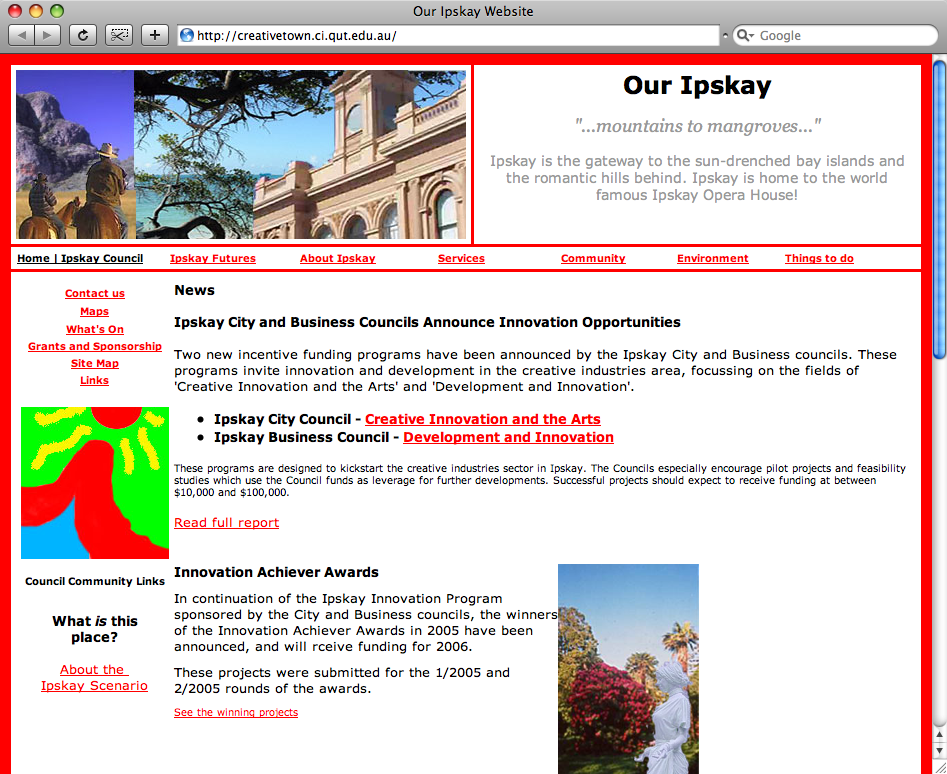 Our Ipskay Website
http://creativetown.ci.qut.edu.au/
Google
Our Ipskay
"...mountains to mangroves..."
Ipskay is the gateway to the sun-drenched bay islands and
the romantic hills behind. Ipskay is home to the world
famous Ipskay Opera House!
Home | Ipskay Council Ipskay Futures About Ipskay Services Community Environment Things to do
Contact us
Maps
What's On
Grants and Sponsorship
Site Map
Links
Council Community Links
What is this
place?
About the
Ipskay Scenario
News
Ipskay City and Business Councils Announce Innovation Opportunities
Two new incentive funding programs have been announced by the Ipskay City and Business councils. These
programs invite innovation and development in the creative industries area, focussing on the fields of
'Creative Innovation and the Arts' and 'Development and Innovation'.
• Ipskay City Council - Creative Innovation and the Arts
• Ipskay Business Council - Development and Innovation
These programs are designed to kickstart the creative industries sector in Ipskay. The Councils especially encourage pilot projects and feasibility
studies which use the Council funds as leverage for further developments. Successful projects should expect to receive funding at between
$10,000 and $100,000.
Read full report
Innovation Achiever Awards
In continuation of the Ipskay Innovation Program
sponsored by the City and Business councils, the winners
of the Innovation Achiever Awards in 2005 have been
announced, and will rceive funding for 2006.
These projects were submitted for the 1/2005 and
2/2005 rounds of the awards.
See the winning projects